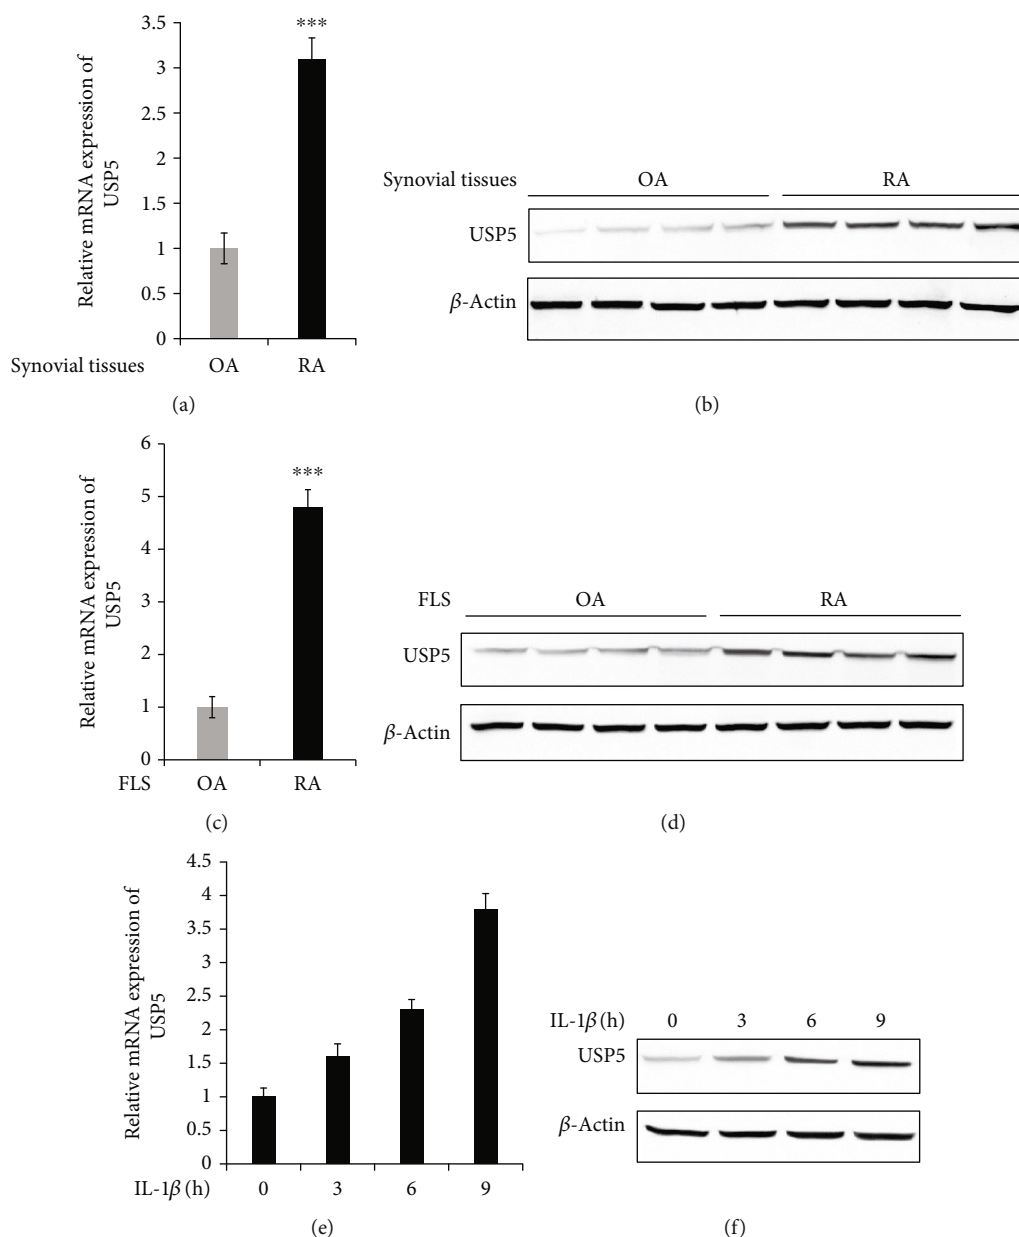 Relative mRNA expression of
USP5
3.5
3
2.5
2
1.5
1
0.5
0
***
Synovial tissues OA RA
(a)
Synovial tissues OA RA
USP5
β-Actin
(b)
Relative mRNA expression of
USP5
6
5
4
3
2
1
0
***
FLS OA RA
(c)
FLS OA RA
USP5
β-Actin
(d)
Relative mRNA expression of
USP5
4.5
4
3.5
3
2.5
2
1.5
1
0.5
0
IL-1β (h) 0 3 6 9
(e)
IL-1β (h) 0 3 6 9
USP5
β-Actin
(f)